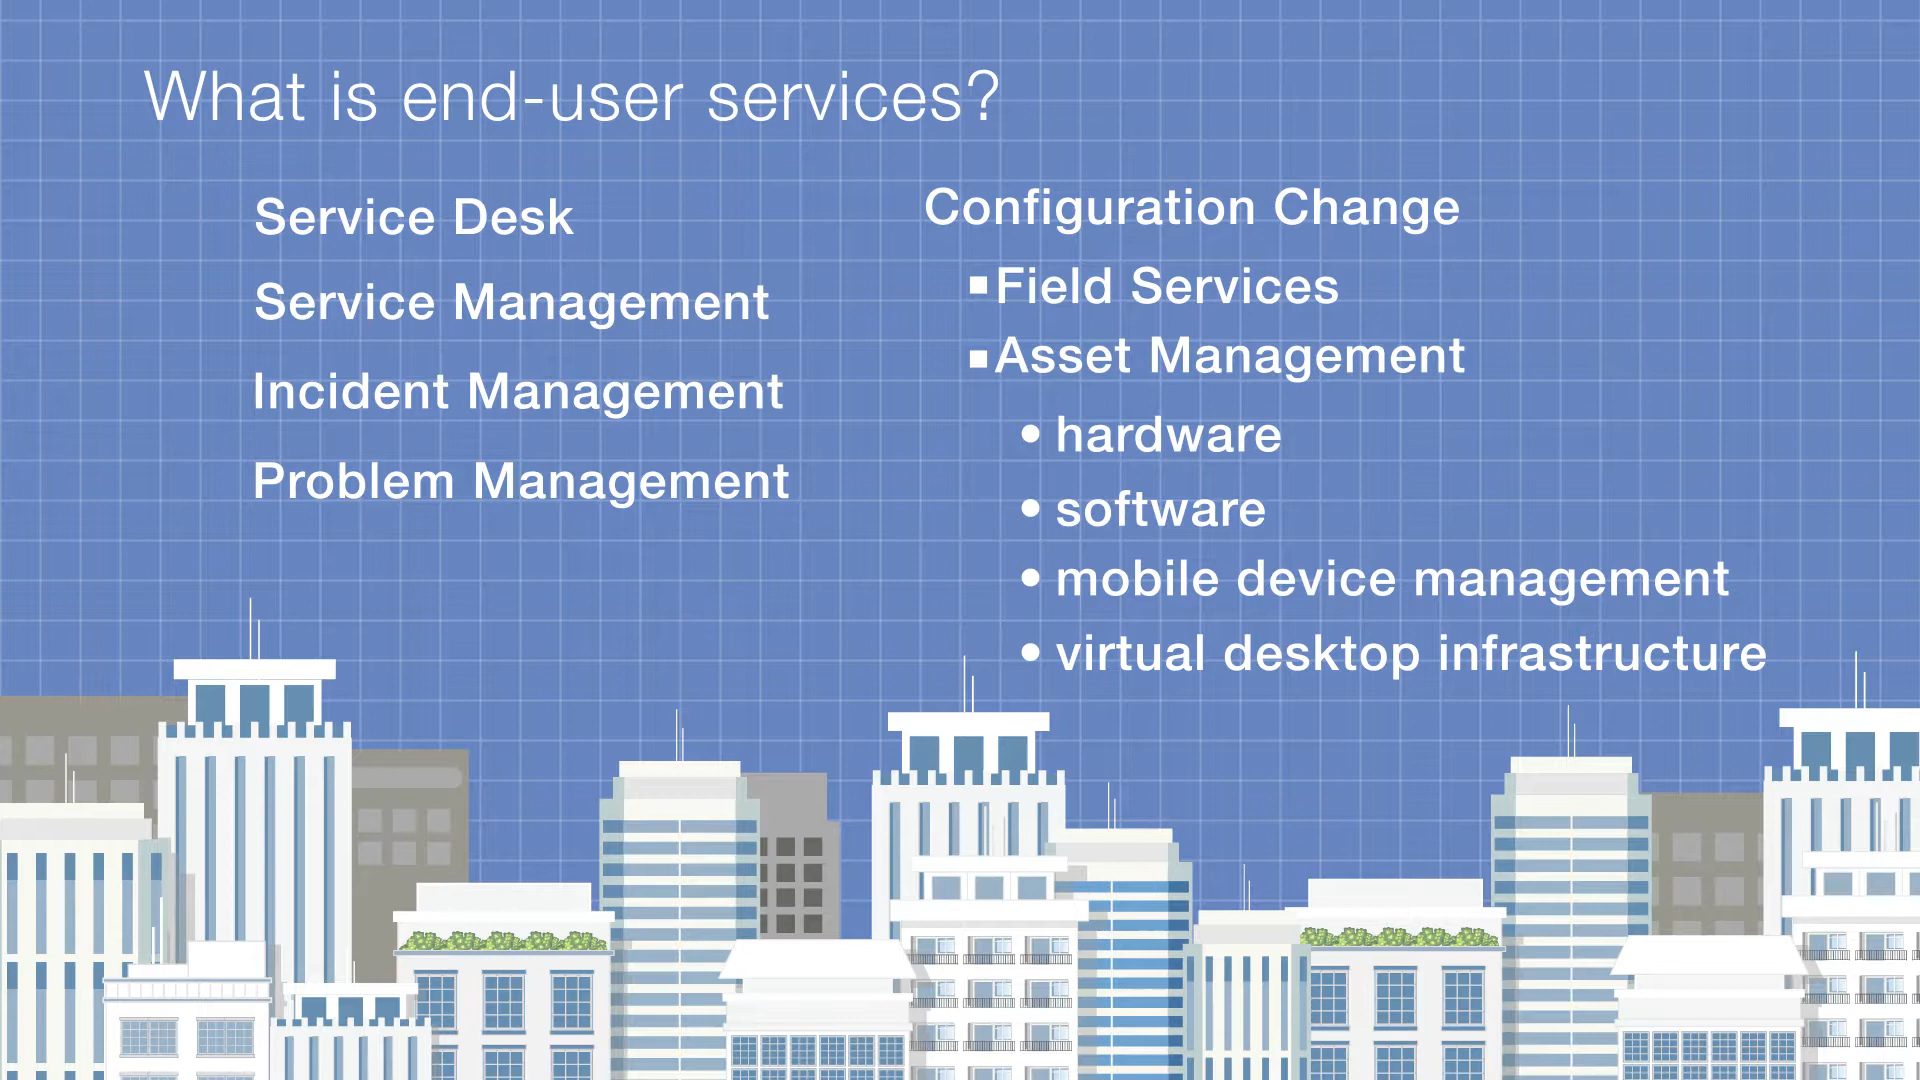 What is end-user services?
Service Desk
Service Management
Incident Management
Problem Management
Configuration Change
▪Field Services
▪Asset Management
• hardware
• software
• mobile device management
• virtual desktop infrastructure